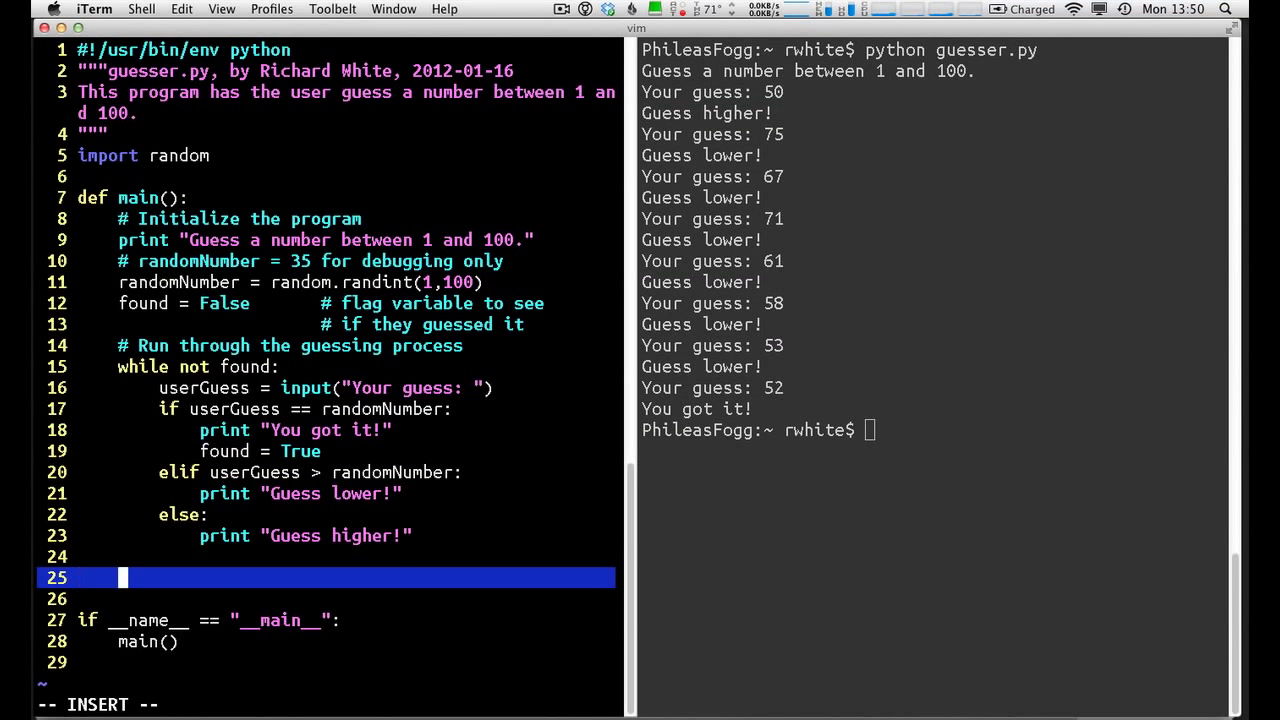 iTerm Shell Edit View Profiles Toolbelt Window Help 71° 0.0KB/s 0.0KB/s Charged Mon 13:50
vim
1 #!/usr/bin/env python
2 """guesser.py, by Richard White, 2012-01-16
3 This program has the user guess a number between 1 an
d 100.
4 """
5 import random
6
7 def main():
8     # Initialize the program
9     print "Guess a number between 1 and 100."
10     # randomNumber = 35 for debugging only
11     randomNumber = random.randint(1,100)
12     found = False       # flag variable to see
13                         # if they guessed it
14     # Run through the guessing process
15     while not found:
16         userGuess = input("Your guess: ")
17         if userGuess == randomNumber:
18             print "You got it!"
19             found = True
20         elif userGuess > randomNumber:
21             print "Guess lower!"
22         else:
23             print "Guess higher!"
24
25
26
27 if __name__ == "__main__":
28     main()
29
~
-- INSERT --
PhileasFogg:~ rwhite$ python guesser.py
Guess a number between 1 and 100.
Your guess: 50
Guess higher!
Your guess: 75
Guess lower!
Your guess: 67
Guess lower!
Your guess: 71
Guess lower!
Your guess: 61
Guess lower!
Your guess: 58
Guess lower!
Your guess: 53
Guess lower!
Your guess: 52
You got it!
PhileasFogg:~ rwhite$